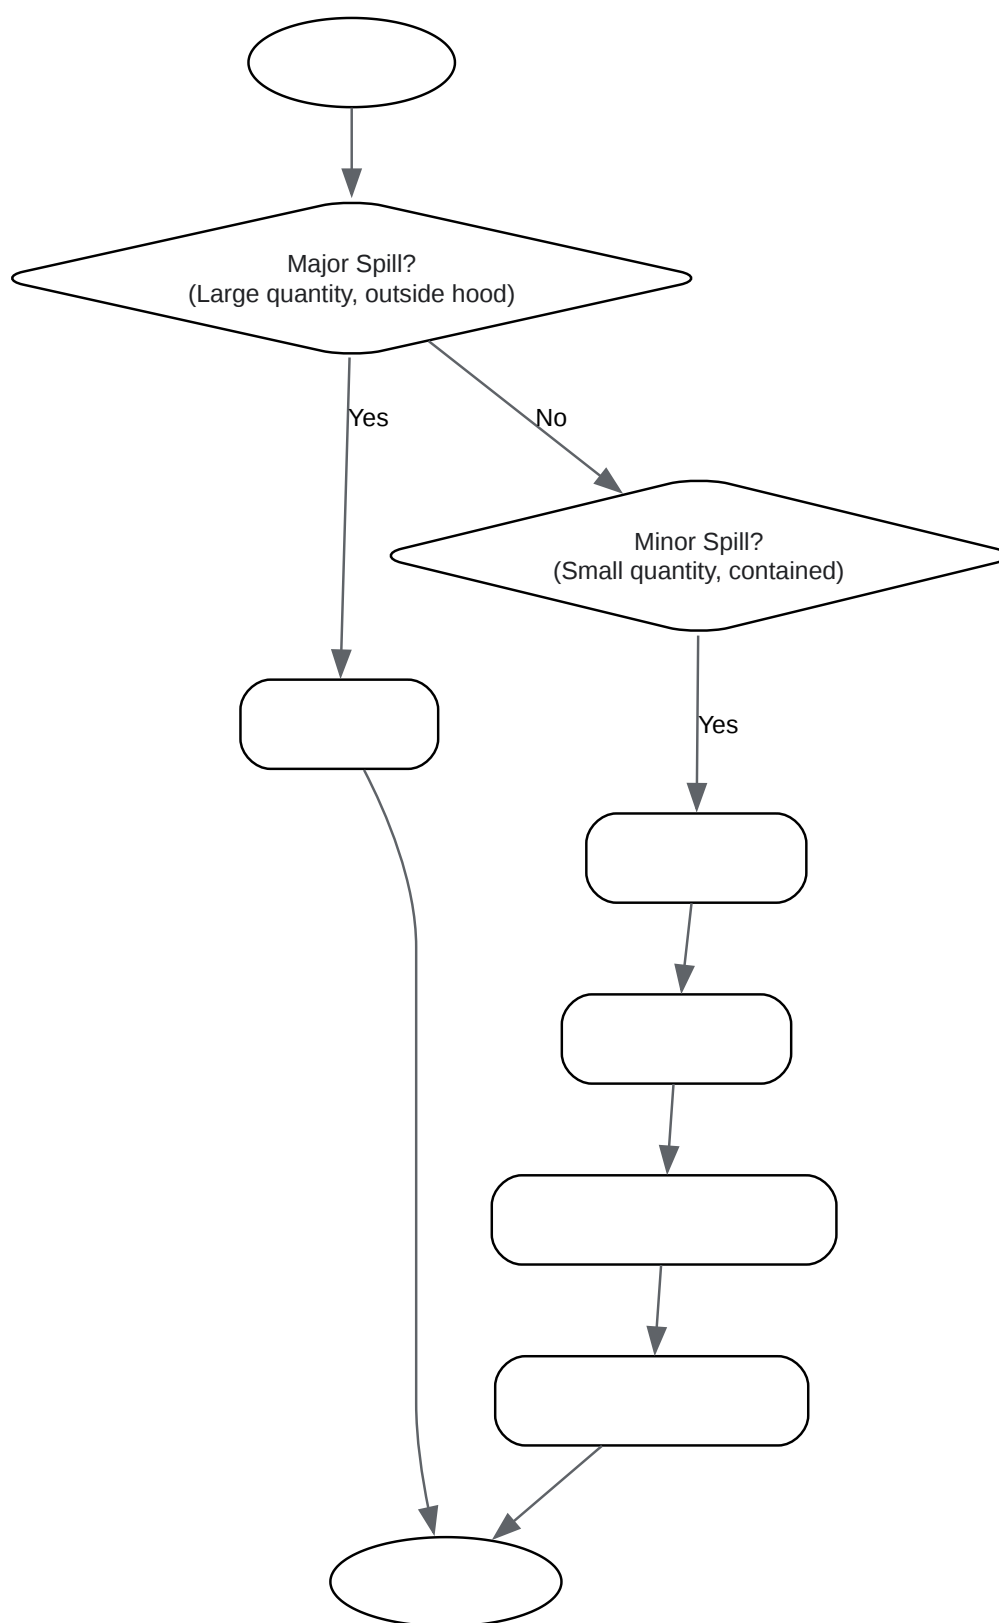 Major Spill?
(Large quantity, outside hood)
Yes
No
Minor Spill?
(Small quantity, contained)
Yes